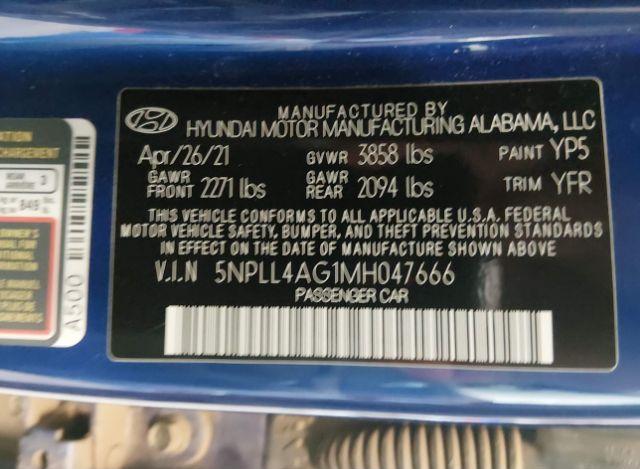 MANUFACTURED BY
HYUNDAI MOTOR MANUFACTURING ALABAMA, LLC
Apr/26/21 GVWR 3858 lbs PAINT YP5
GAWR FRONT 2271 lbs GAWR REAR 2094 lbs TRIM YFR
THIS VEHICLE CONFORMS TO ALL APPLICABLE U.S.A. FEDERAL
MOTOR VEHICLE SAFETY, BUMPER, AND THEFT PREVENTION STANDARDS
IN EFFECT ON THE DATE OF MANUFACTURE SHOWN ABOVE.
V.I.N 5NPLL4AG1MH047666
PASSENGER CAR
3
849
A500